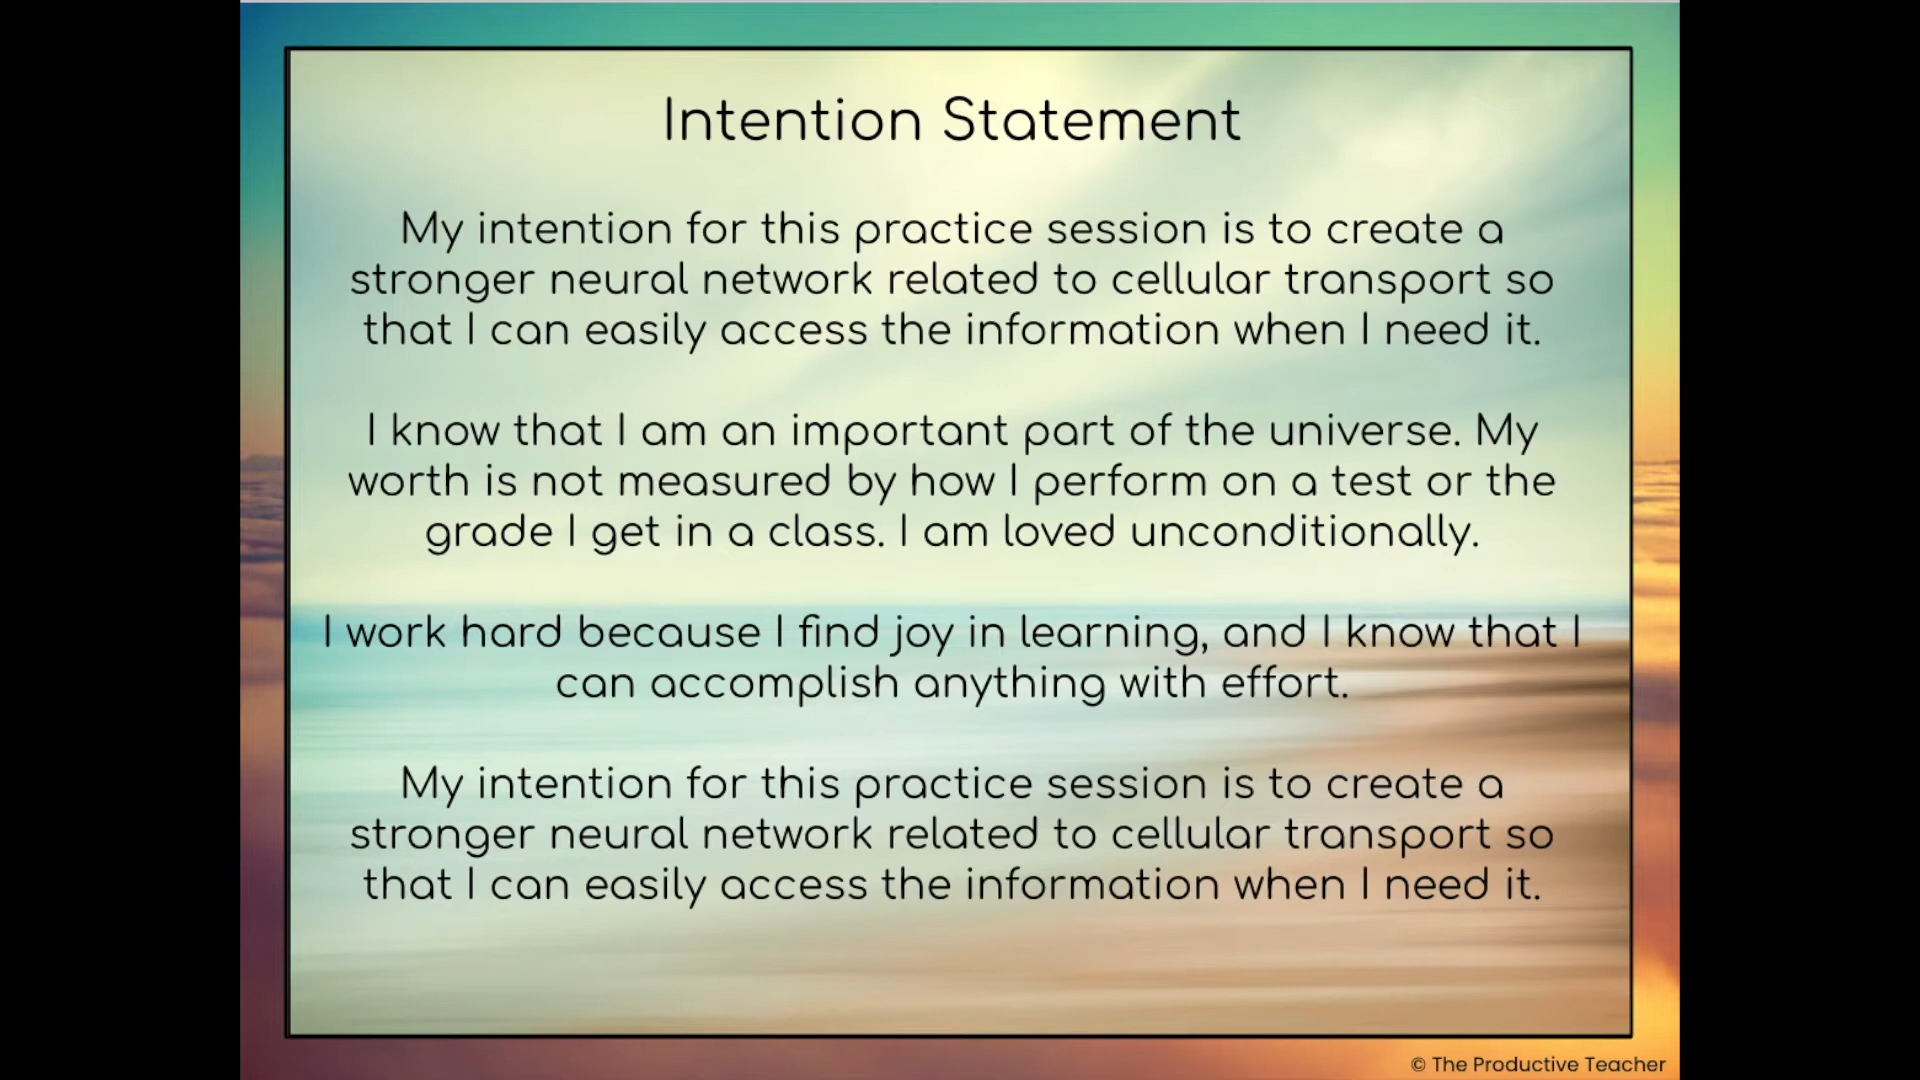 Intention Statement
My intention for this practice session is to create a
stronger neural network related to cellular transport so
that I can easily access the information when I need it.
I know that I am an important part of the universe. My
worth is not measured by how I perform on a test or the
grade I get in a class. I am loved unconditionally.
I work hard because I find joy in learning, and I know that I
can accomplish anything with effort.
My intention for this practice session is to create a
stronger neural network related to cellular transport so
that I can easily access the information when I need it.
© The Productive Teacher